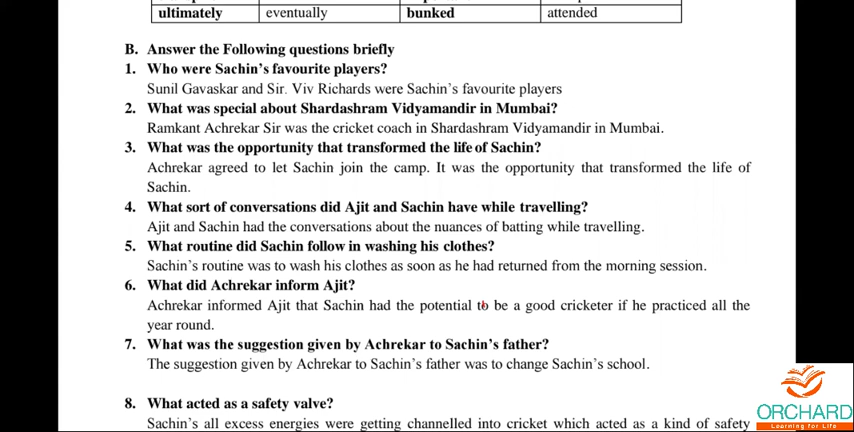 ultimately eventually bunked attended
B. Answer the Following questions briefly
1. Who were Sachin's favourite players?
Sunil Gavaskar and Sir. Viv Richards were Sachin's favourite players
2. What was special about Shardashram Vidyamandir in Mumbai?
Ramkant Achrekar Sir was the cricket coach in Shardashram Vidyamandir in Mumbai.
3. What was the opportunity that transformed the life of Sachin?
Achrekar agreed to let Sachin join the camp. It was the opportunity that transformed the life of
Sachin.
4. What sort of conversations did Ajit and Sachin have while travelling?
Ajit and Sachin had the conversations about the nuances of batting while travelling.
5. What routine did Sachin follow in washing his clothes?
Sachin's routine was to wash his clothes as soon as he had returned from the morning session.
6. What did Achrekar inform Ajit?
Achrekar informed Ajit that Sachin had the potential to be a good cricketer if he practiced all the
year round.
7. What was the suggestion given by Achrekar to Sachin's father?
The suggestion given by Achrekar to Sachin's father was to change Sachin's school.
8. What acted as a safety valve?
Sachin's all excess energies were getting channelled into cricket which acted as a kind of safety
ORCHARD
Learning for Life